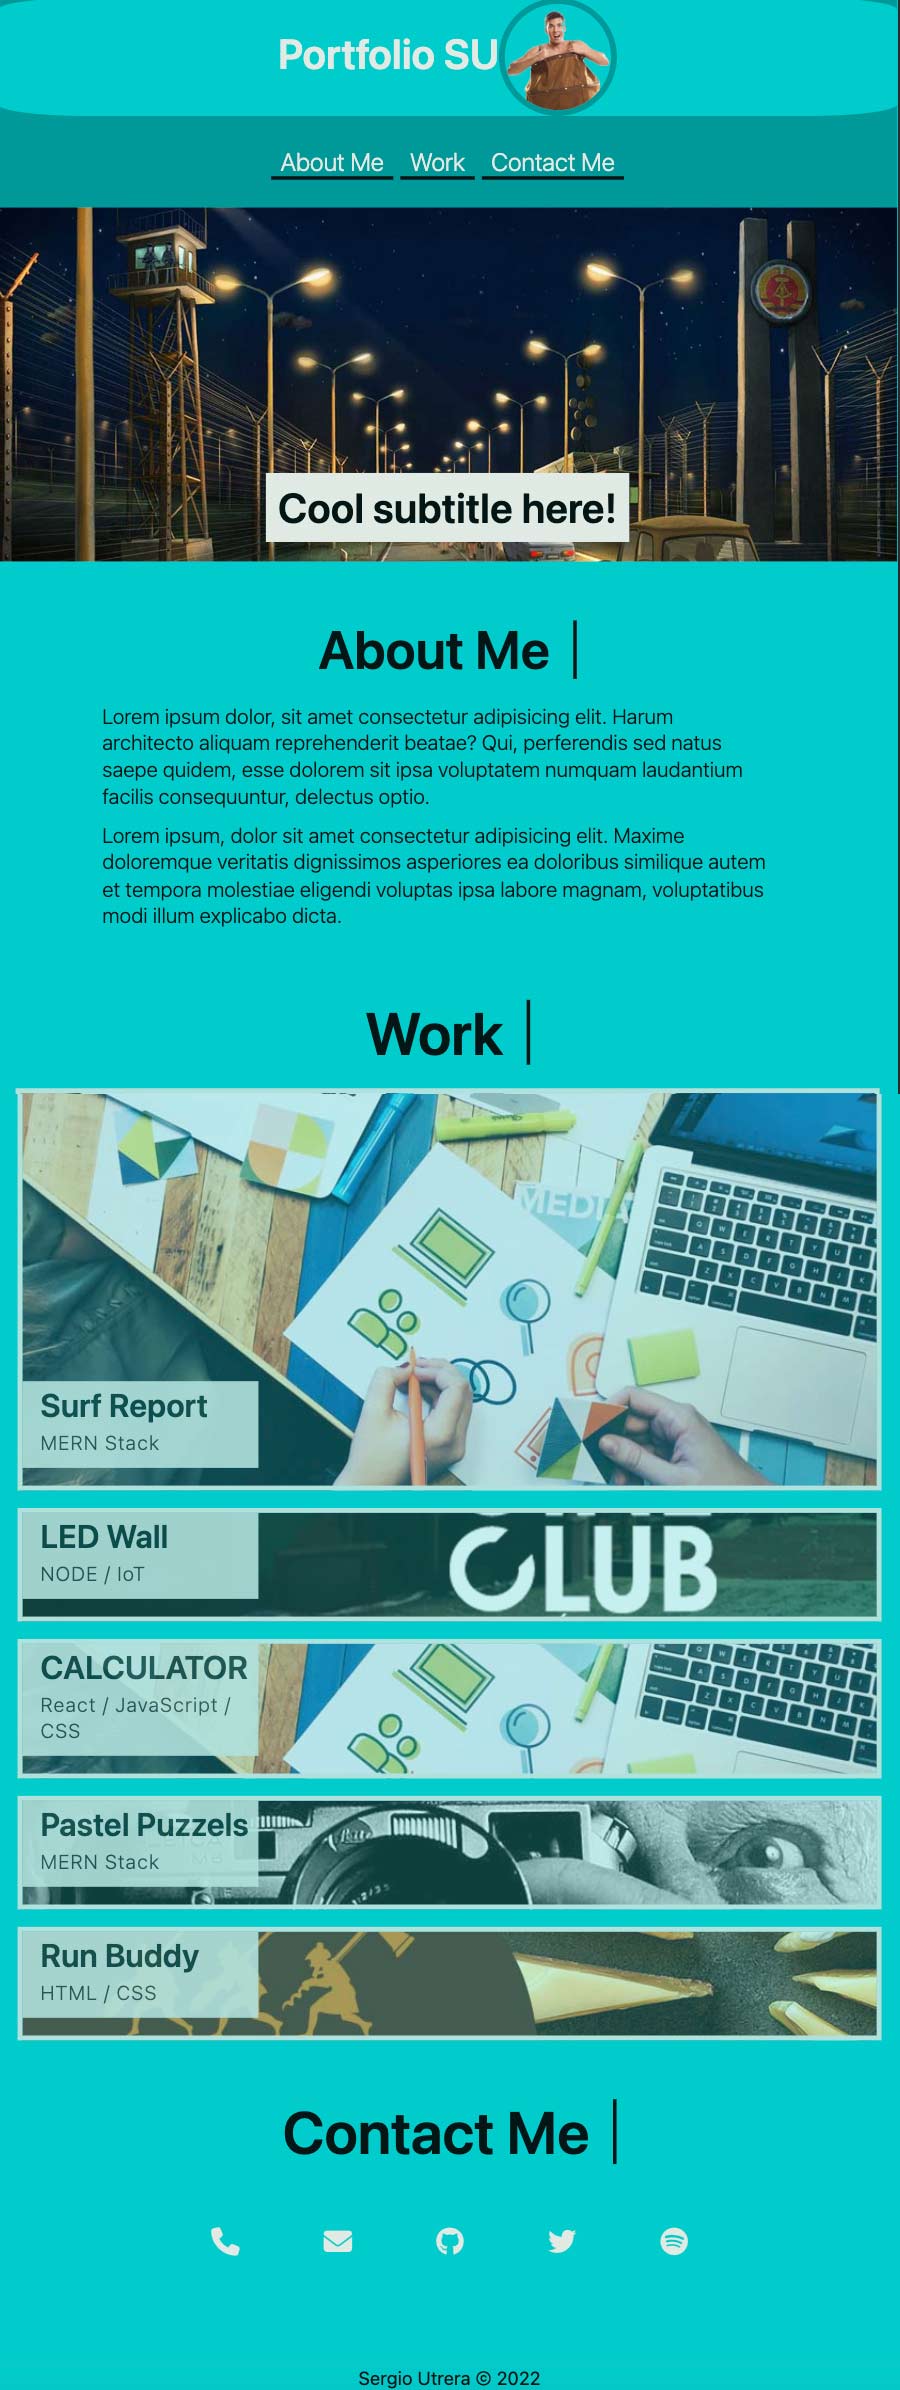 Portfolio SU
About Me Work Contact Me
Cool subtitle here!
About Me
Lorem ipsum dolor, sit amet consectetur adipisicing elit. Harum
architecto aliquam reprehenderit beatae? Qui, perferendis sed natus
saepe quidem, esse dolorem sit ipsa voluptatem numquam laudantium
facilis consequuntur, delectus optio.
Lorem ipsum, dolor sit amet consectetur adipisicing elit. Maxime
doloremque veritatis dignissimos asperiores ea doloribus similique autem
et tempora molestiae eligendi voluptas ipsa labore magnam, voluptatibus
modi illum explicabo dicta.
Work
MEDIA
Surf Report
MERN Stack
CLUB
LED Wall
NODE / IoT
CALCULATOR
React / JavaScript /
CSS
Pastel Puzzels
MERN Stack
Run Buddy
HTML / CSS
Contact Me
Sergio Utrera © 2022